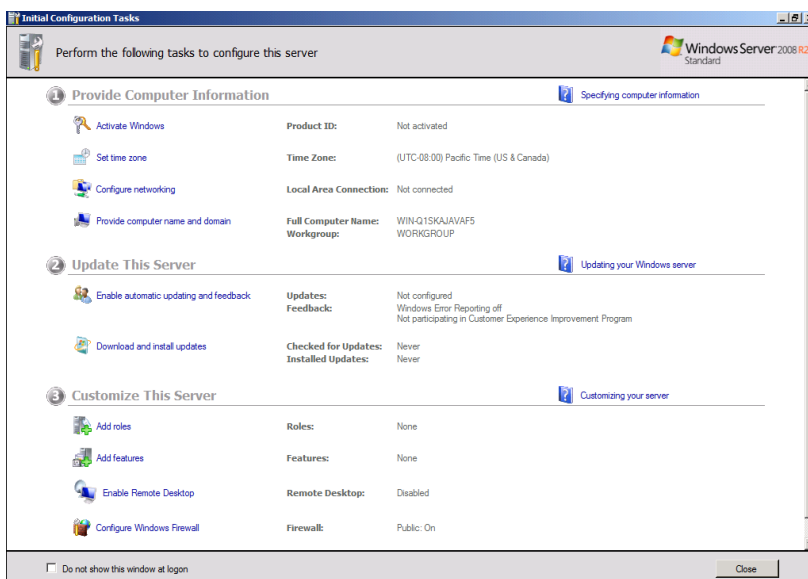 Initial Configuration Tasks
Perform the following tasks to configure this server
Windows Server 2008 R2
Standard
1 Provide Computer Information
Specifying computer information
Activate Windows Product ID: Not activated
Set time zone Time Zone: (UTC-08:00) Pacific Time (US & Canada)
Configure networking Local Area Connection: Not connected
Provide computer name and domain Full Computer Name: WIN-Q1SKAJAVAF5
Workgroup: WORKGROUP
2 Update This Server
Updating your Windows server
Enable automatic updating and feedback Updates: Not configured
Feedback: Windows Error Reporting off
Not participating in Customer Experience Improvement Program
Download and install updates Checked for Updates: Never
Installed Updates: Never
3 Customize This Server
Customizing your server
Add roles Roles: None
Add features Features: None
Enable Remote Desktop Remote Desktop: Disabled
Configure Windows Firewall Firewall: Public: On
Do not show this window at logon
Close